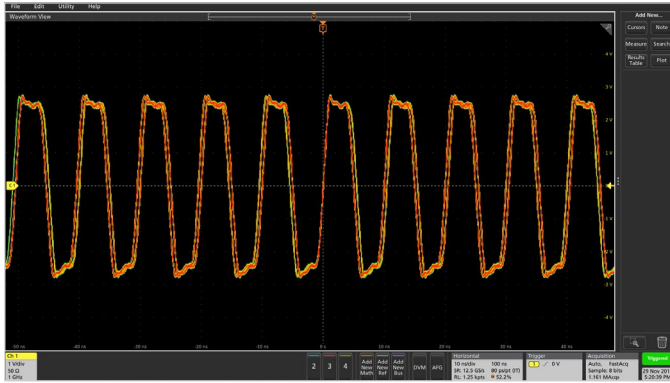 File Edit Utility Help
Waveform View
Add New...
Cursors Note
Measure Search
Results Table Plot
4 V
3 V
2 V
1 V
C1
-1 V
-2 V
-3 V
-4 V
-50 ns -40 ns -30 ns -20 ns -10 ns 0 s 10 ns 20 ns 30 ns 40 ns
Ch 1
1 V/div
50 Ω
1 GHz
2 3 4
Add New Math
Add New Ref
Add New Bus
DVM AFG
Horizontal
10 ns/div 100 ns
SR: 12.5 GS/s 80 ps/pt (IT)
RL: 1.25 kpts 52.2%
Trigger
1 0 V
Acquisition
Auto, FastAcq
Sample: 8 bits
1.161 MAcqs
Triggered
29 Nov 201
5:20:39 PM